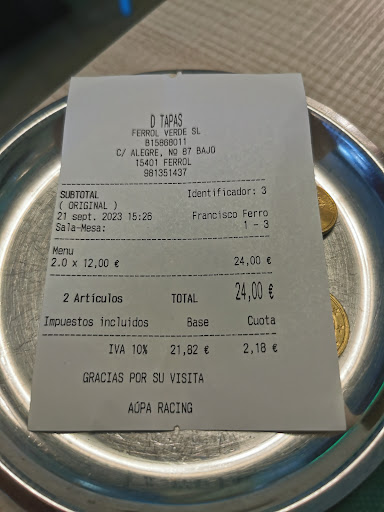 D TAPAS
FERROL VERDE SL
B15868011
C/ ALEGRE, Nº 87 BAJO
15401 FERROL
981351437
SUBTOTAL Identificador: 3
( ORIGINAL )
21 sept. 2023 15:26 Francisco Ferro
Sala-Mesa: 1 - 3
Menu
2.0 x 12,00 € 24,00 €
2 Artículos TOTAL 24,00 €
Impuestos incluidos Base Cuota
IVA 10% 21,82 € 2,18 €
GRACIAS POR SU VISITA
AÚPA RACING